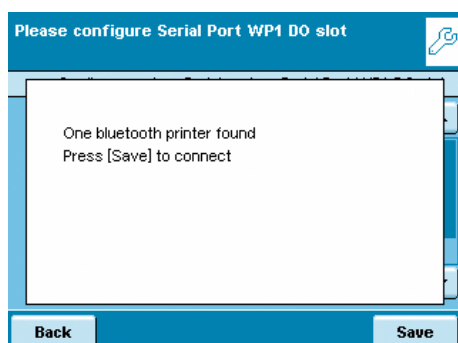 Please configure Serial Port WP1 DO slot
One bluetooth printer found
Press [Save] to connect
Back
Save